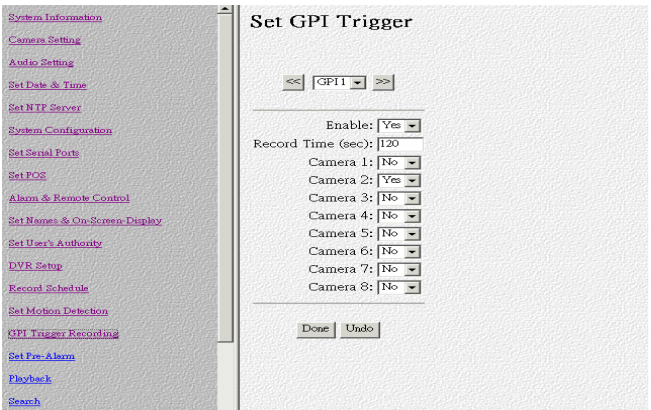 System Information
Camera Setting
Audio Setting
Set Date & Time
Set NTP Server
System Configuration
Set Serial Ports
Set POS
Alarm & Remote Control
Set Names & On-Screen-Display
Set User's Authority
DVR Setup
Record Schedule
Set Motion Detection
GPI Trigger Recording
Set Pre-Alarm
Playback
Search
Set GPI Trigger
<< GPI 1 >>
Enable: Yes
Record Time (sec): 120
Camera 1: No
Camera 2: Yes
Camera 3: No
Camera 4: No
Camera 5: No
Camera 6: No
Camera 7: No
Camera 8: No
Done Undo